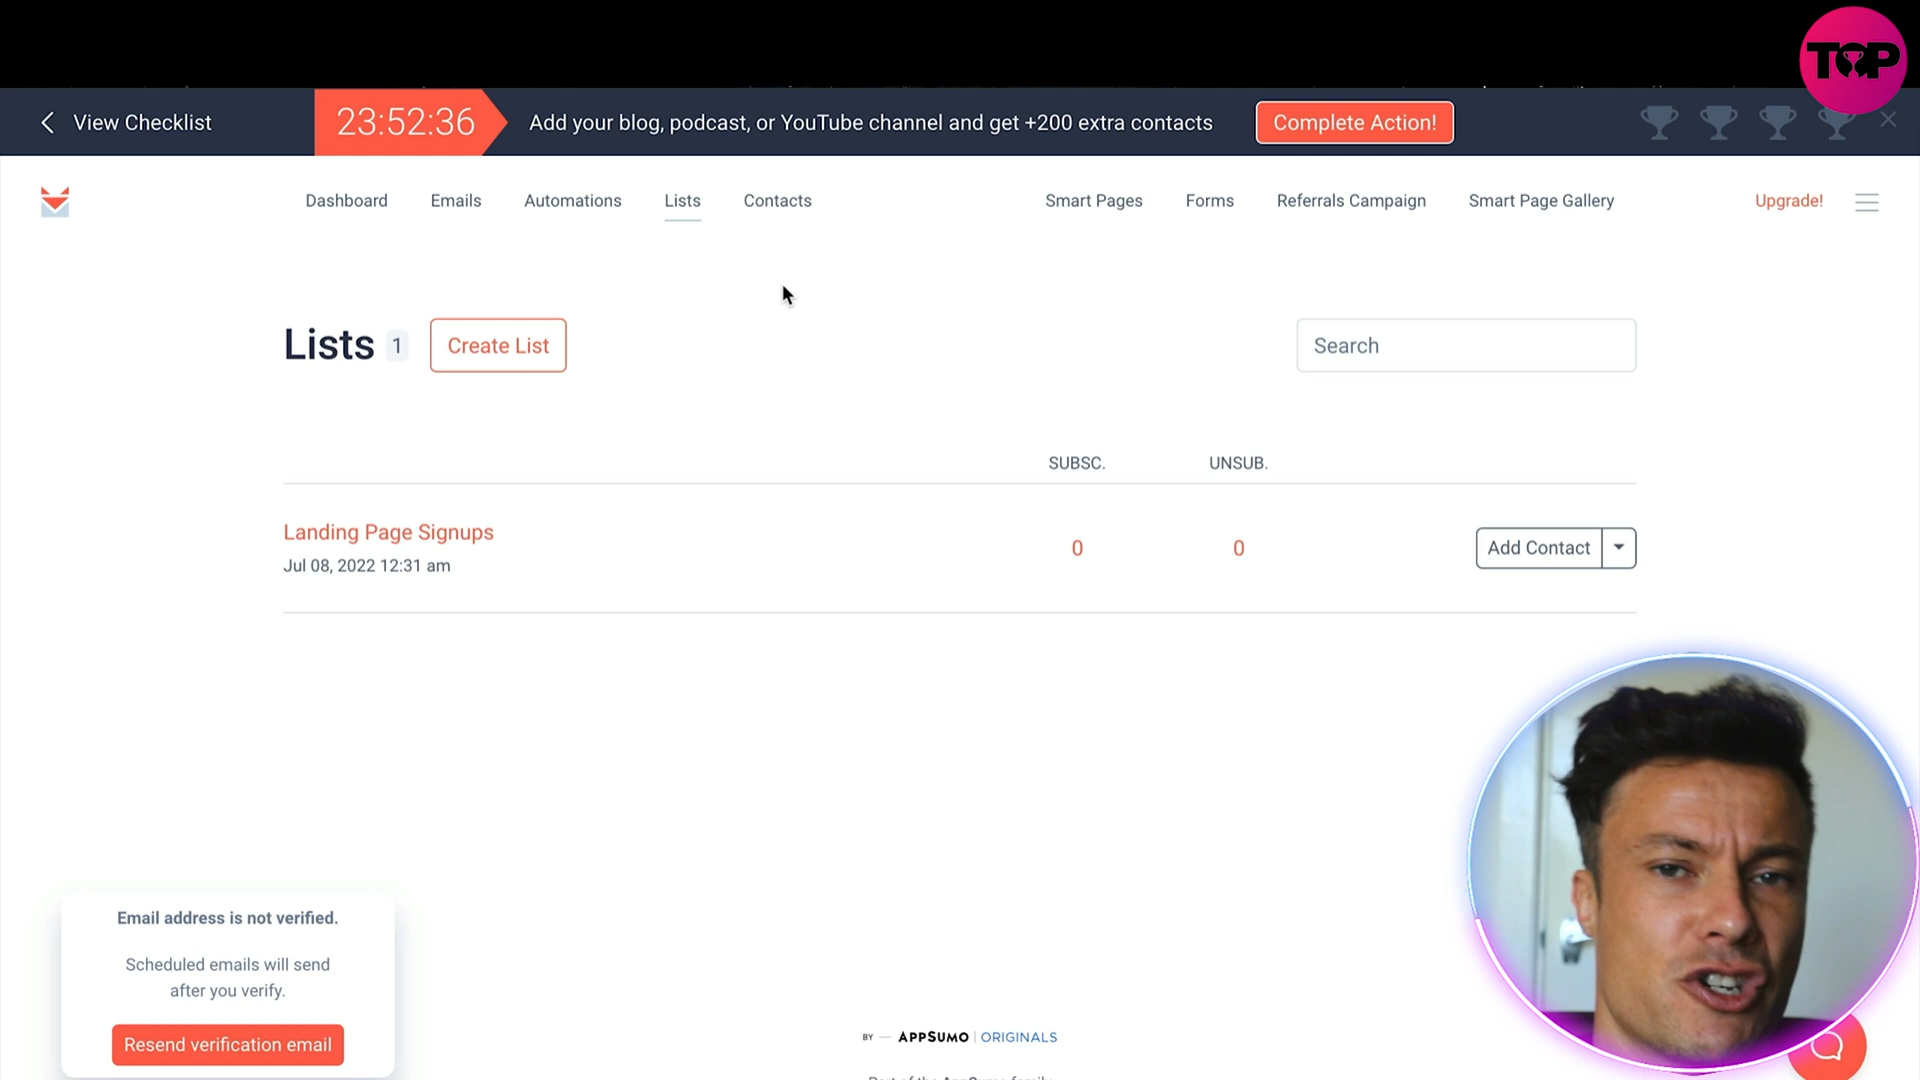 TOP
View Checklist
23:52:36
Add your blog, podcast, or YouTube channel and get +200 extra contacts
Complete Action!
Dashboard
Emails
Automations
Lists
Contacts
Smart Pages
Forms
Referrals Campaign
Smart Page Gallery
Upgrade!
Lists 1
Create List
Search
SUBSC.
UNSUB.
Landing Page Signups
0
0
Add Contact
Jul 08, 2022 12:31 am
Email address is not verified.
Scheduled emails will send
after you verify.
Resend verification email
BY — APPSUMO | ORIGINALS